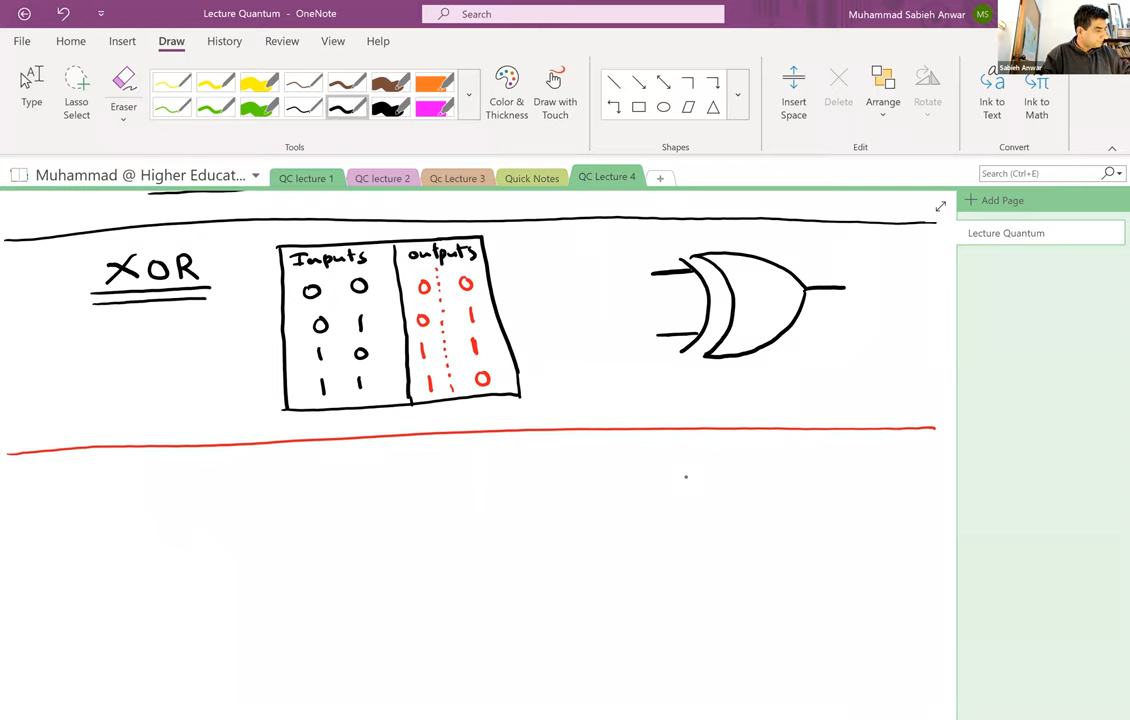 Lecture Quantum - OneNote
Search
Muhammad Sabieh Anwar
MS
Sabieh Anwar
File Home Insert Draw History Review View Help
Type
Lasso Select
Eraser
Color & Thickness
Draw with Touch
Insert Space
Delete
Arrange
Rotate
Ink to Text
Ink to Math
Tools
Shapes
Edit
Convert
Muhammad @ Higher Educat...
QC lecture 1
QC lecture 2
Qc Lecture 3
Quick Notes
QC Lecture 4
Search (Ctrl+E)
Add Page
Lecture Quantum
XOR
Inputs outputs
0 0 0 0
0 1 0 1
1 0 1 1
1 1 1 0